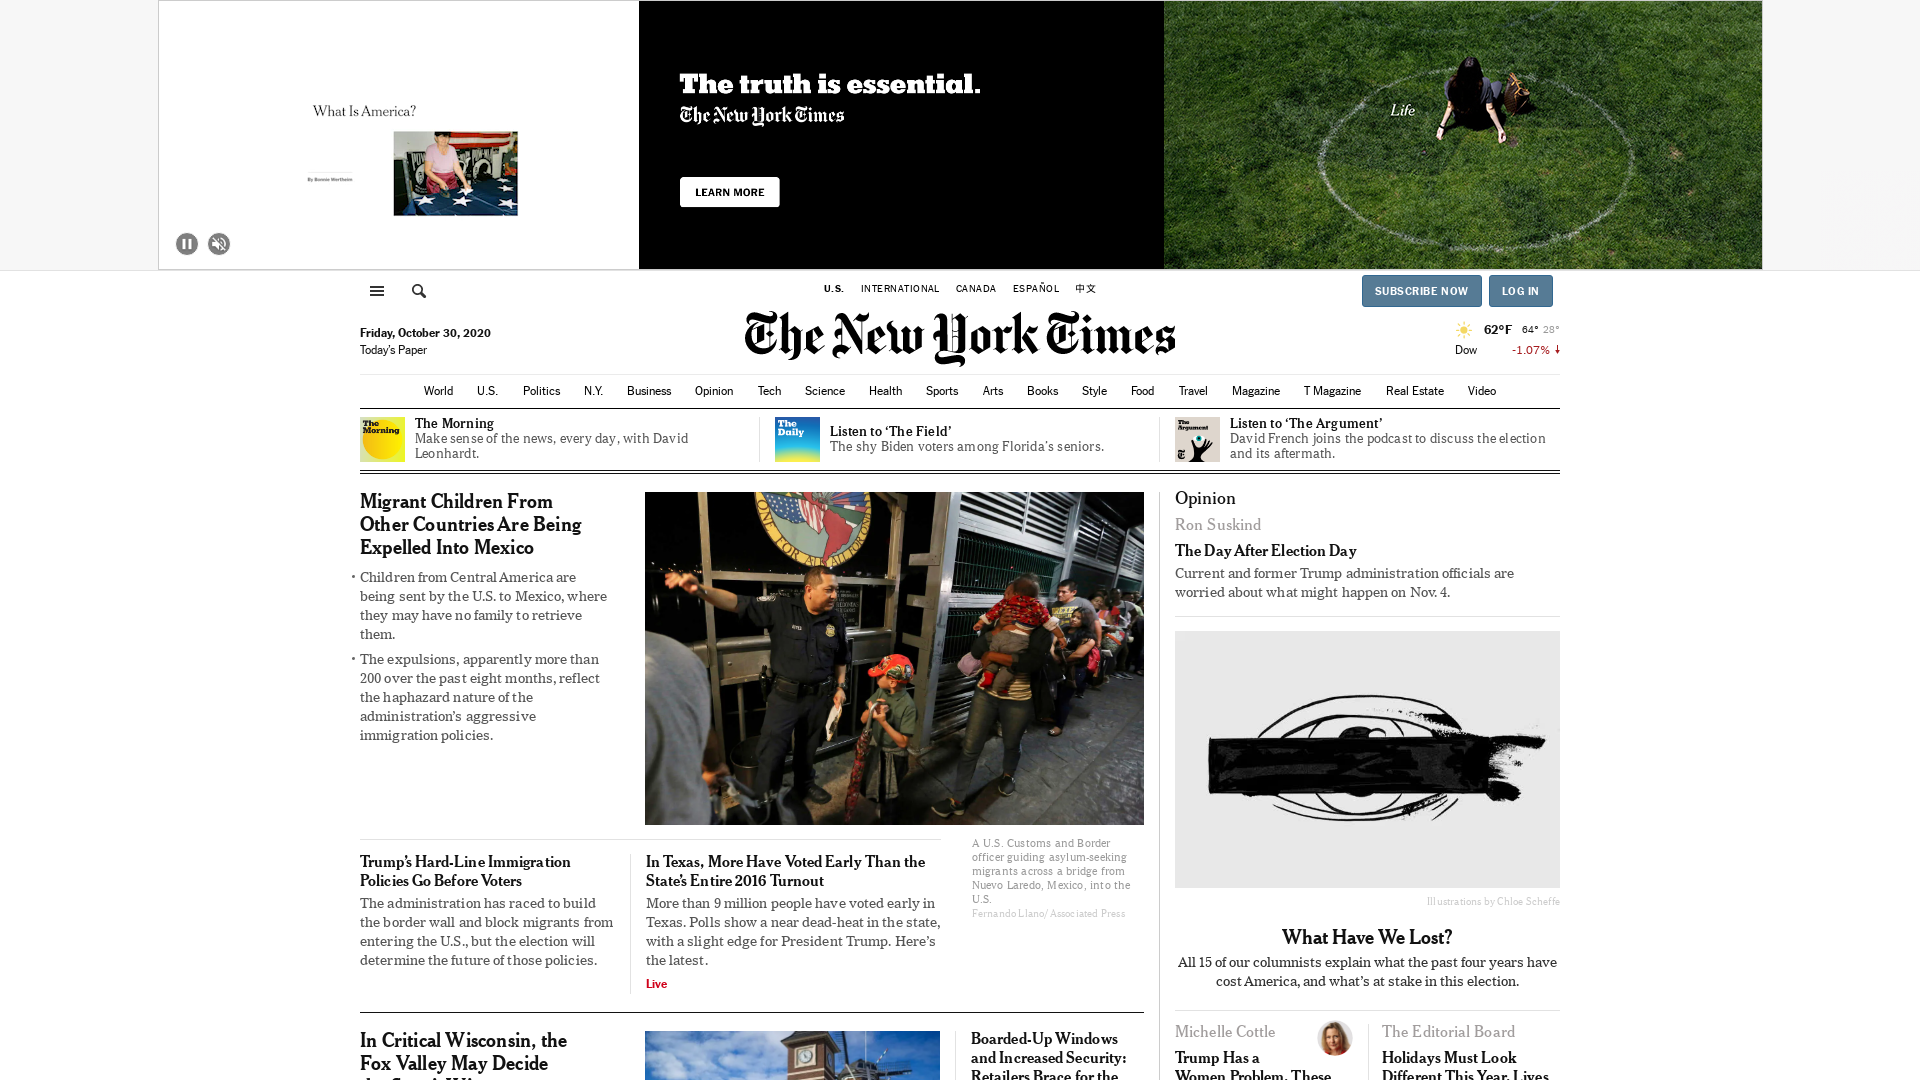 What Is America?
By Bonnie Wertheim
The truth is essential.
The New York Times
LEARN MORE
Life
U.S. INTERNATIONAL CANADA ESPAÑOL 中文
SUBSCRIBE NOW LOG IN
Friday, October 30, 2020
Today's Paper
The New York Times
62°F 64° 28°
Dow -1.07%
World U.S. Politics N.Y. Business Opinion Tech Science Health Sports Arts Books Style Food Travel Magazine T Magazine Real Estate Video
The Morning
The Morning
Make sense of the news, every day, with David
Leonhardt.
The Daily
Listen to ‘The Field’
The shy Biden voters among Florida’s seniors.
The Argument
Listen to ‘The Argument’
David French joins the podcast to discuss the election
and its aftermath.
Migrant Children From
Other Countries Are Being
Expelled Into Mexico
• Children from Central America are
being sent by the U.S. to Mexico, where
they may have no family to retrieve
them.
• The expulsions, apparently more than
200 over the past eight months, reflect
the haphazard nature of the
administration’s aggressive
immigration policies.
A U.S. Customs and Border
officer guiding asylum-seeking
migrants across a bridge from
Nuevo Laredo, Mexico, into the
U.S.
Fernando Llano/Associated Press
Trump’s Hard-Line Immigration
Policies Go Before Voters
The administration has raced to build
the border wall and block migrants from
entering the U.S., but the election will
determine the future of those policies.
In Texas, More Have Voted Early Than the
State’s Entire 2016 Turnout
More than 9 million people have voted early in
Texas. Polls show a near dead-heat in the state,
with a slight edge for President Trump. Here’s
the latest.
Live
In Critical Wisconsin, the
Fox Valley May Decide
Boarded-Up Windows
and Increased Security:
Retailers Brace for the
Opinion
Ron Suskind
The Day After Election Day
Current and former Trump administration officials are
worried about what might happen on Nov. 4.
Illustrations by Chloe Scheffe
What Have We Lost?
All 15 of our columnists explain what the past four years have
cost America, and what’s at stake in this election.
Michelle Cottle
Trump Has a
Women Problem. These
The Editorial Board
Holidays Must Look
Different This Year. Lives